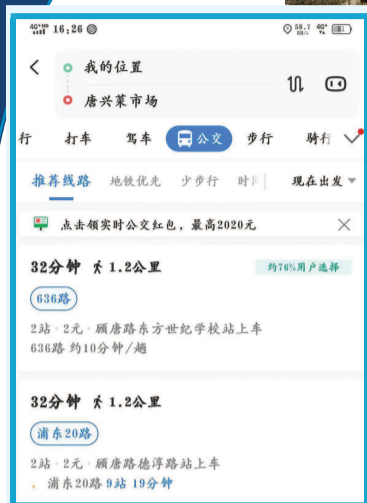 16:26
58.7 KB/s 4G 51
我的位置
唐兴菜市场
行 打车 驾车 公交 步行 骑行
推荐线路 地铁优先 少步行 时间 现在出发
点击领实时公交红包，最高2020元
32分钟 1.2公里 约76%用户选择
636路
2站·2元·顾唐路东方世纪学校站上车
636路 约10分钟/趟
32分钟 1.2公里
浦东20路
2站·2元·顾唐路德淳路站上车
浦东20路 9站 19分钟